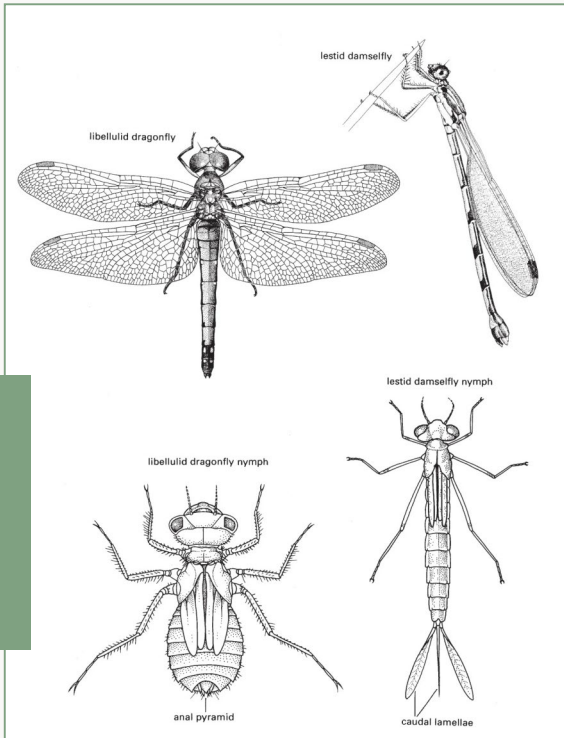 lestid damselfly
libellulid dragonfly
lestid damselfly nymph
libellulid dragonfly nymph
anal pyramid
caudal lamellae